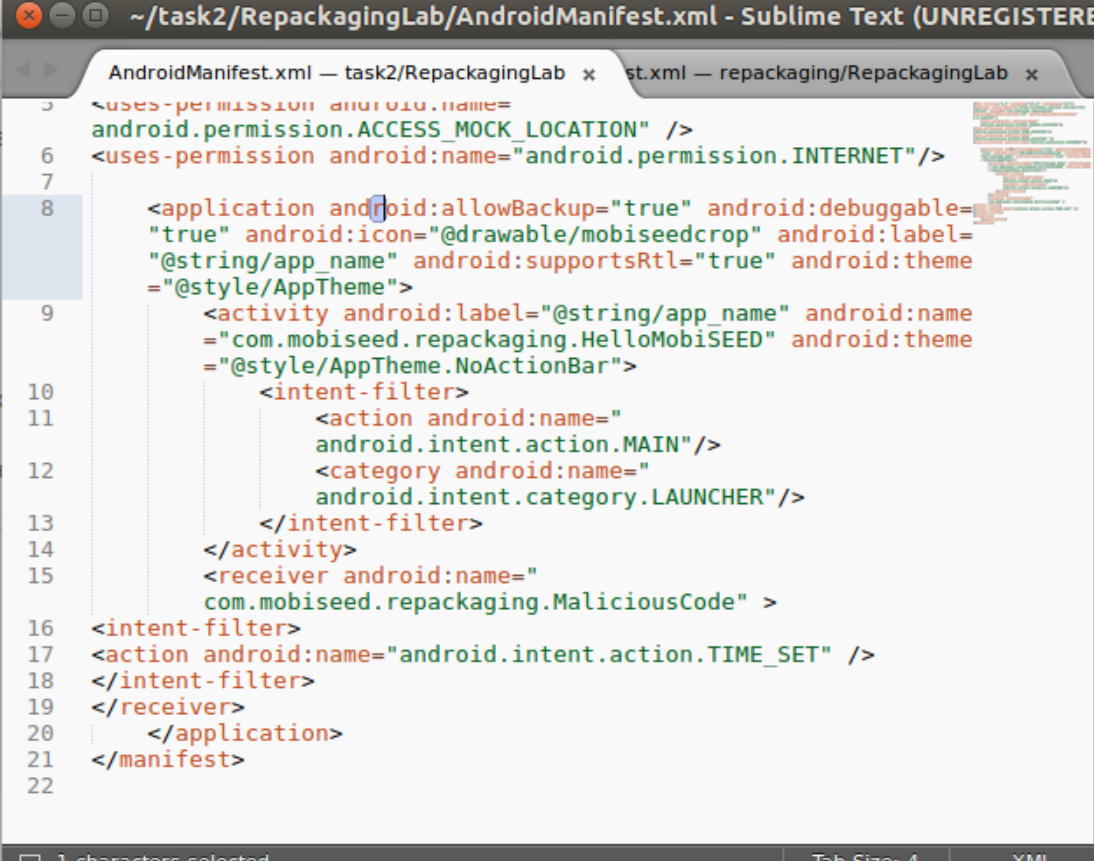 ~/task2/RepackagingLab/AndroidManifest.xml - Sublime Text (UNREGISTERE
AndroidManifest.xml — task2/RepackagingLab × st.xml — repackaging/RepackagingLab ×
5 <uses-permission android:name=
android.permission.ACCESS_MOCK_LOCATION" />
6 <uses-permission android:name="android.permission.INTERNET"/>
7
8 <application android:allowBackup="true" android:debuggable=
"true" android:icon="@drawable/mobiseedcrop" android:label=
"@string/app_name" android:supportsRtl="true" android:theme
="@style/AppTheme">
9 <activity android:label="@string/app_name" android:name
="com.mobiseed.repackaging.HelloMobiSEED" android:theme
="@style/AppTheme.NoActionBar">
10 <intent-filter>
11 <action android:name="
android.intent.action.MAIN"/>
12 <category android:name="
android.intent.category.LAUNCHER"/>
13 </intent-filter>
14 </activity>
15 <receiver android:name="
com.mobiseed.repackaging.MaliciousCode" >
16 <intent-filter>
17 <action android:name="android.intent.action.TIME_SET" />
18 </intent-filter>
19 </receiver>
20 </application>
21 </manifest>
22
1 characters selected Tab Size: 4 XML